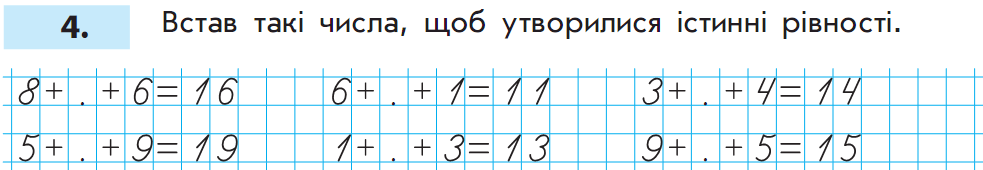 4. Встав такі числа, щоб утворилися істинні рівності.
8+ . + 6= 16 6+ . + 1= 11 3+ . + 4= 14
5+ . + 9= 19 1+ . + 3= 13 9+ . + 5= 15